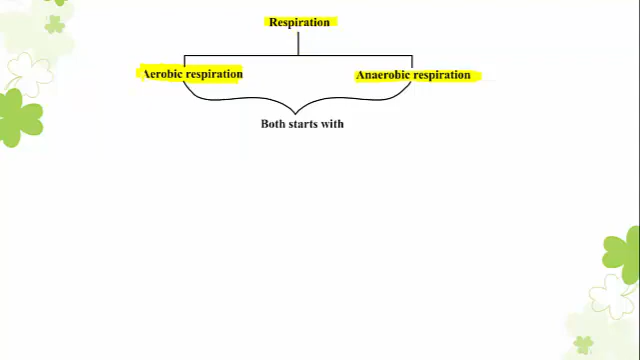 Respiration
Aerobic respiration
Anaerobic respiration
Both starts with